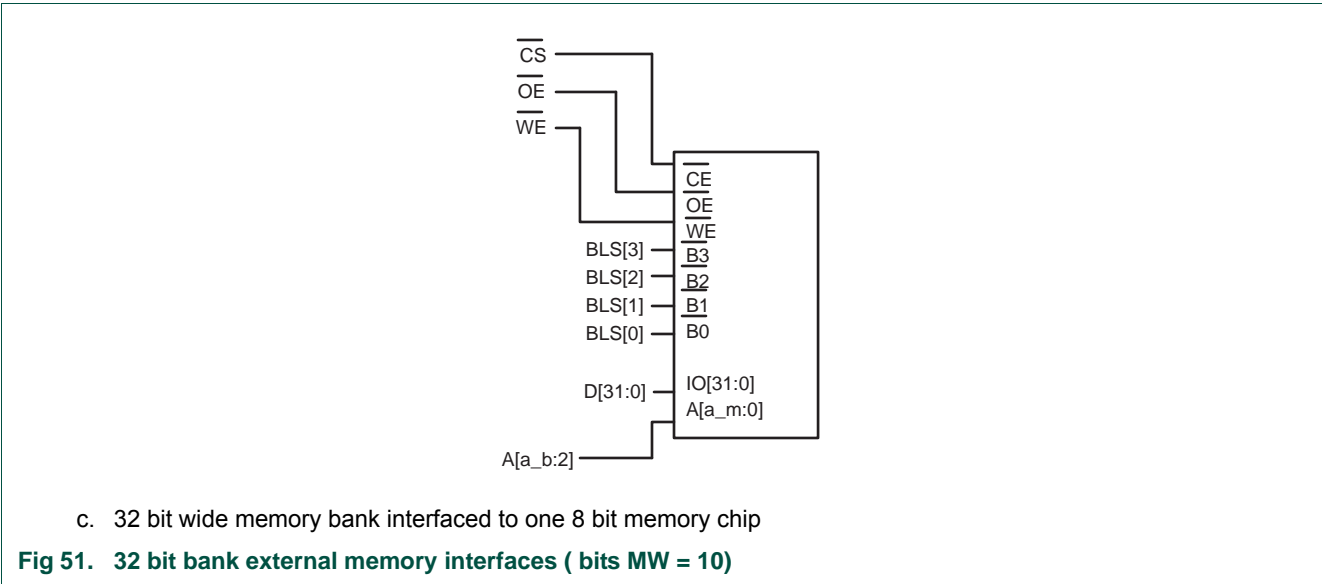 CS
OE
WE
CE
OE
WE
BLS[3] B3
BLS[2] B2
BLS[1] B1
BLS[0] B0
D[31:0] IO[31:0]
A[a_m:0]
A[a_b:2]
c. 32 bit wide memory bank interfaced to one 8 bit memory chip
Fig 51. 32 bit bank external memory interfaces ( bits MW = 10)